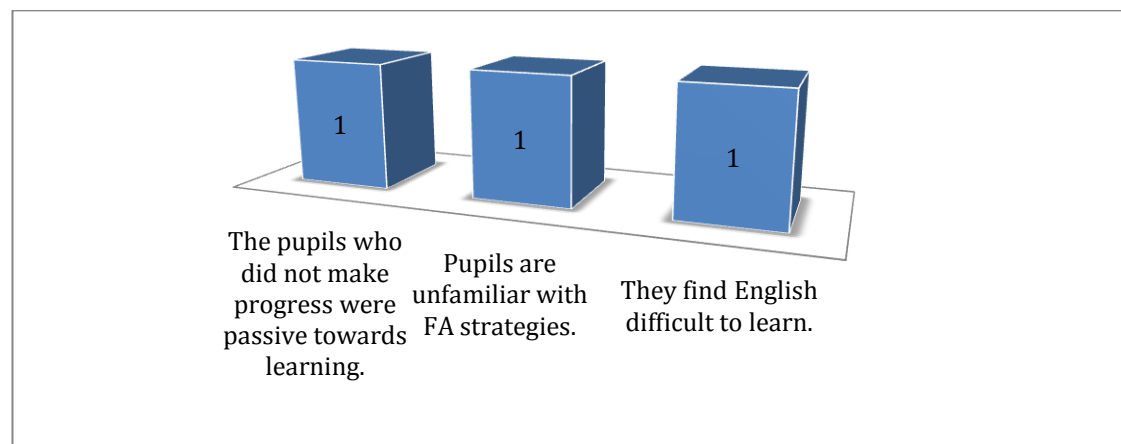 1
1
1
The pupils who
did not make
progress were
passive towards
learning.
Pupils are
unfamiliar with
FA strategies.
They find English
difficult to learn.